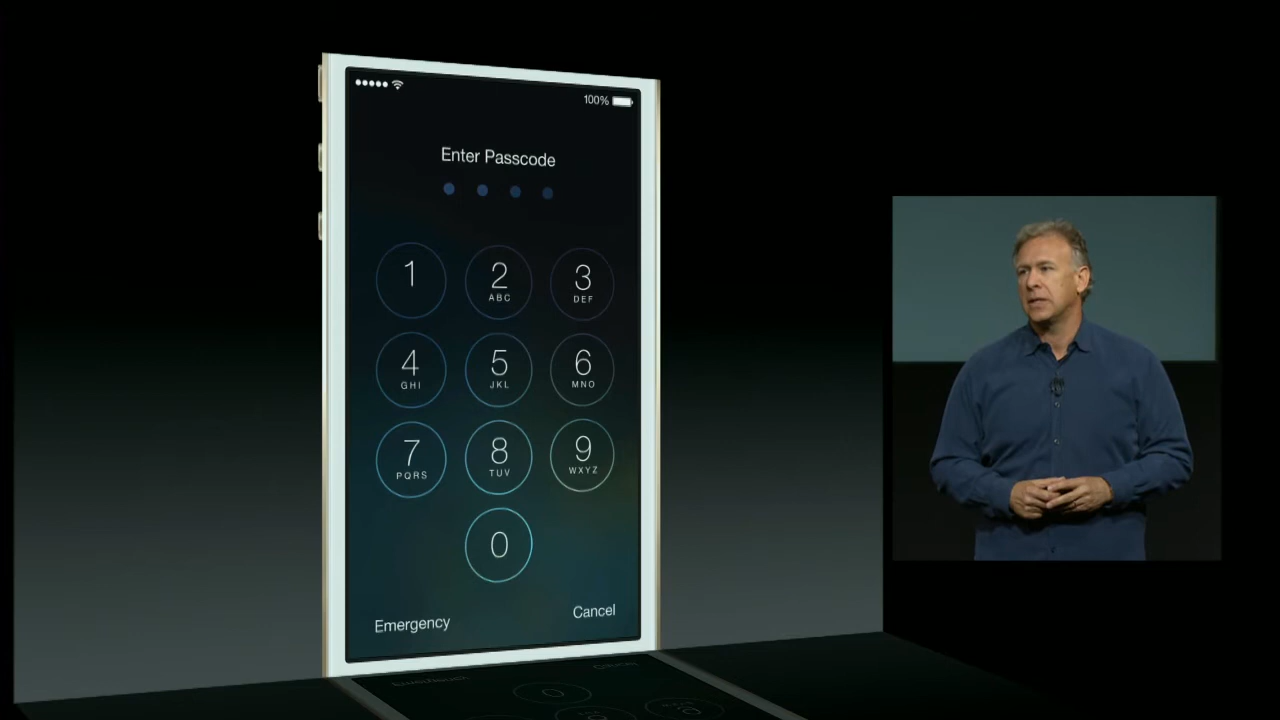 100%
Enter Passcode
1 2 3
ABC DEF
4 5 6
GHI JKL MNO
7 8 9
PQRS TUV WXYZ
0
Emergency Cancel